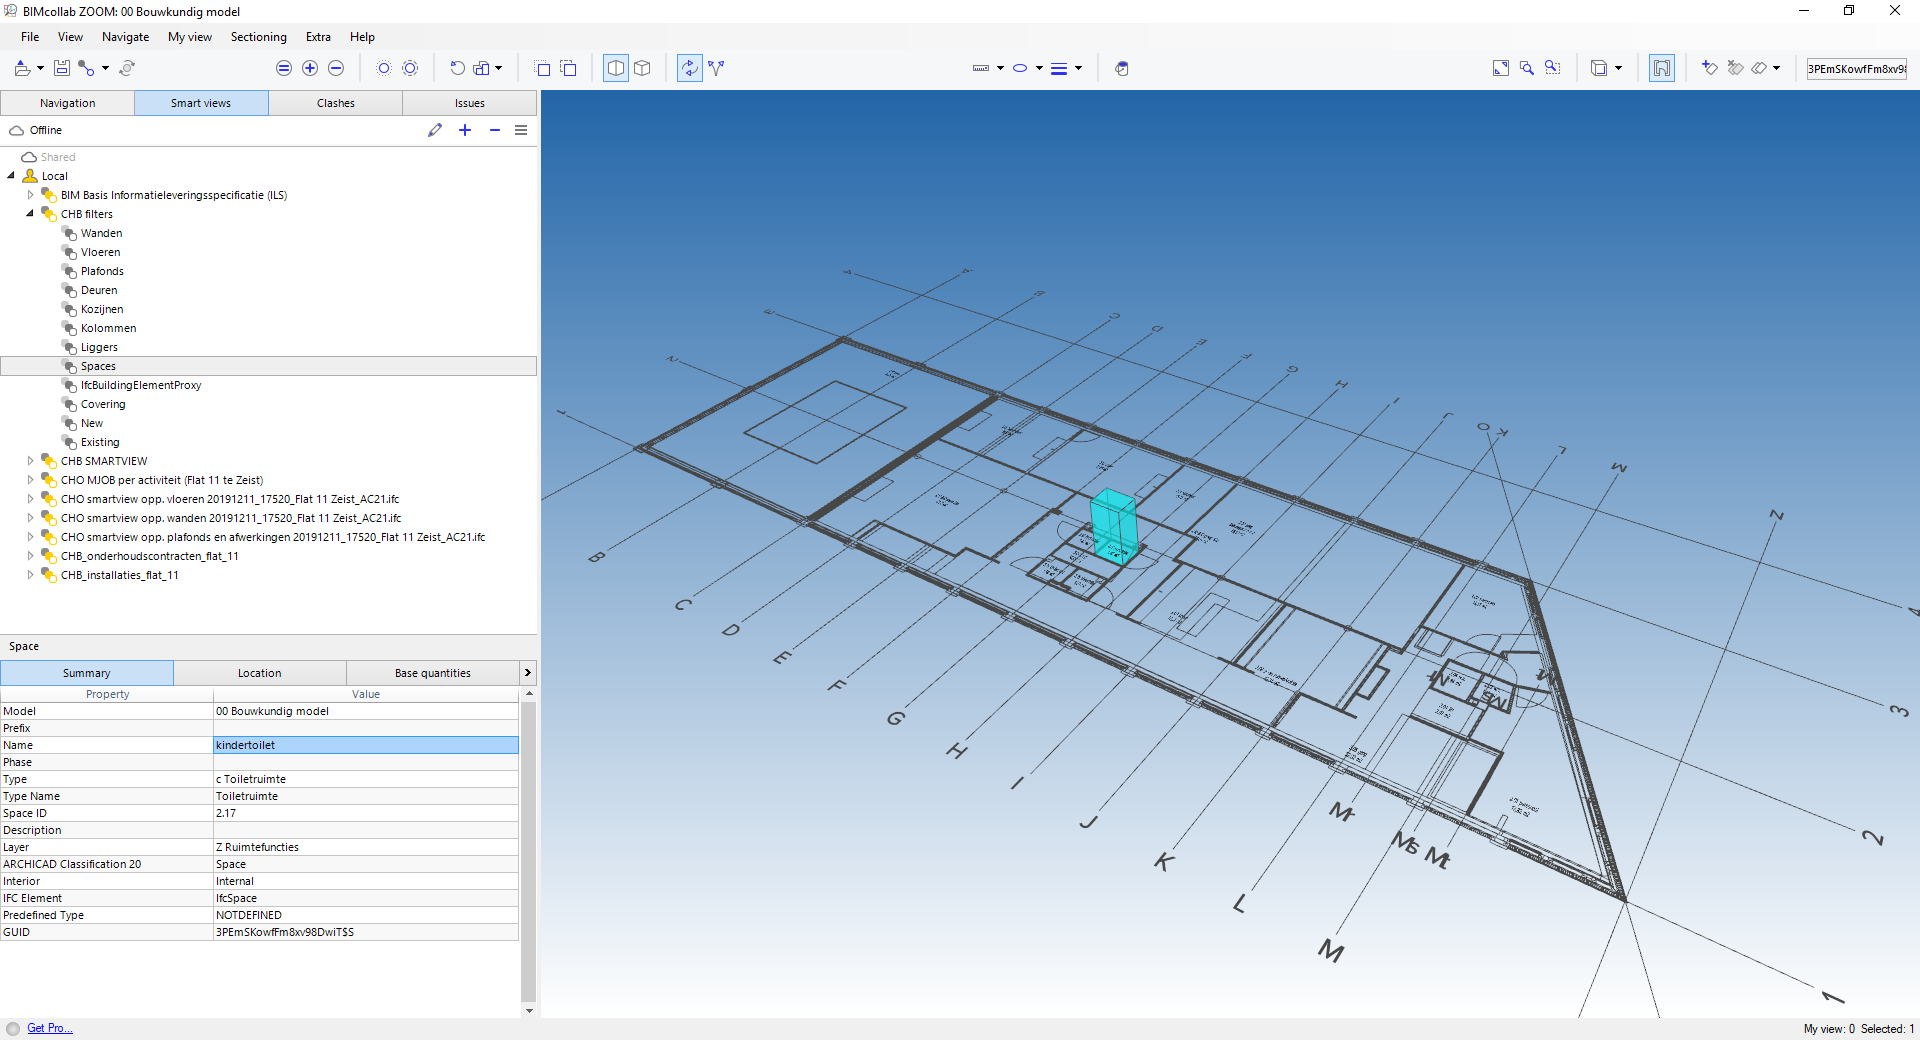 BIMcollab ZOOM: 00 Bouwkundig model
File View Navigate My view Sectioning Extra Help
3PEmSKowfFm8xv98
Navigation Smart views Clashes Issues
Offline
Shared
Local
BIM Basis Informatieleveringsspecificatie (ILS)
CHB filters
Wanden
Vloeren
Plafonds
Deuren
Kozijnen
Kolommen
Liggers
Spaces
IfcBuildingElementProxy
Covering
New
Existing
CHB SMARTVIEW
CHO MJOB per activiteit (Flat 11 te Zeist)
CHO smartview opp. vloeren 20191211_17520_Flat 11 Zeist_AC21.ifc
CHO smartview opp. wanden 20191211_17520_Flat 11 Zeist_AC21.ifc
CHO smartview opp. plafonds en afwerkingen 20191211_17520_Flat 11 Zeist_AC21.ifc
CHB_onderhoudscontracten_flat_11
CHB_installaties_flat_11
Space
Summary Location Base quantities
Property Value
Model 00 Bouwkundig model
Prefix
Name kindertoilet
Phase
Type c Toiletruimte
Type Name Toiletruimte
Space ID 2.17
Description
Layer Z Ruimtefuncties
ARCHICAD Classification 20 Space
Interior Internal
IFC Element IfcSpace
Predefined Type NOTDEFINED
GUID 3PEmSKowfFm8xv98DwiT$S
A
B
C
D
E
F
G
H
I
J
K
L
M
B
C
D
E
F
G
H
I
J
K
L
M
Mr
Ms
Mt
Z
4
3
2
1
Get Pro...
My view: 0 Selected: 1